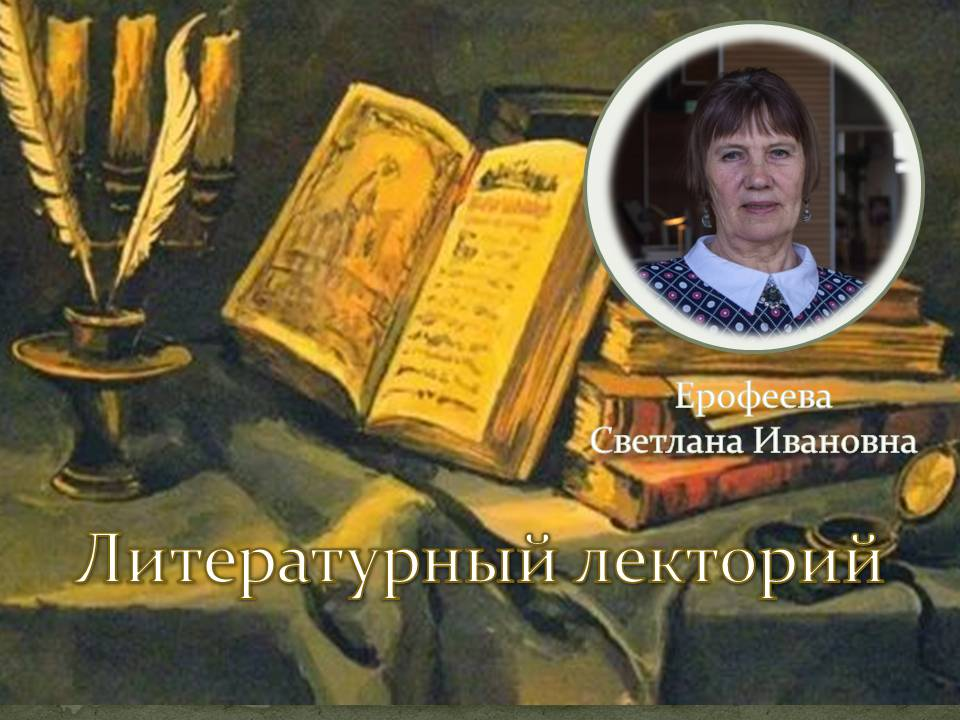 Ерофеева
Светлана Ивановна
Литературный лекторий